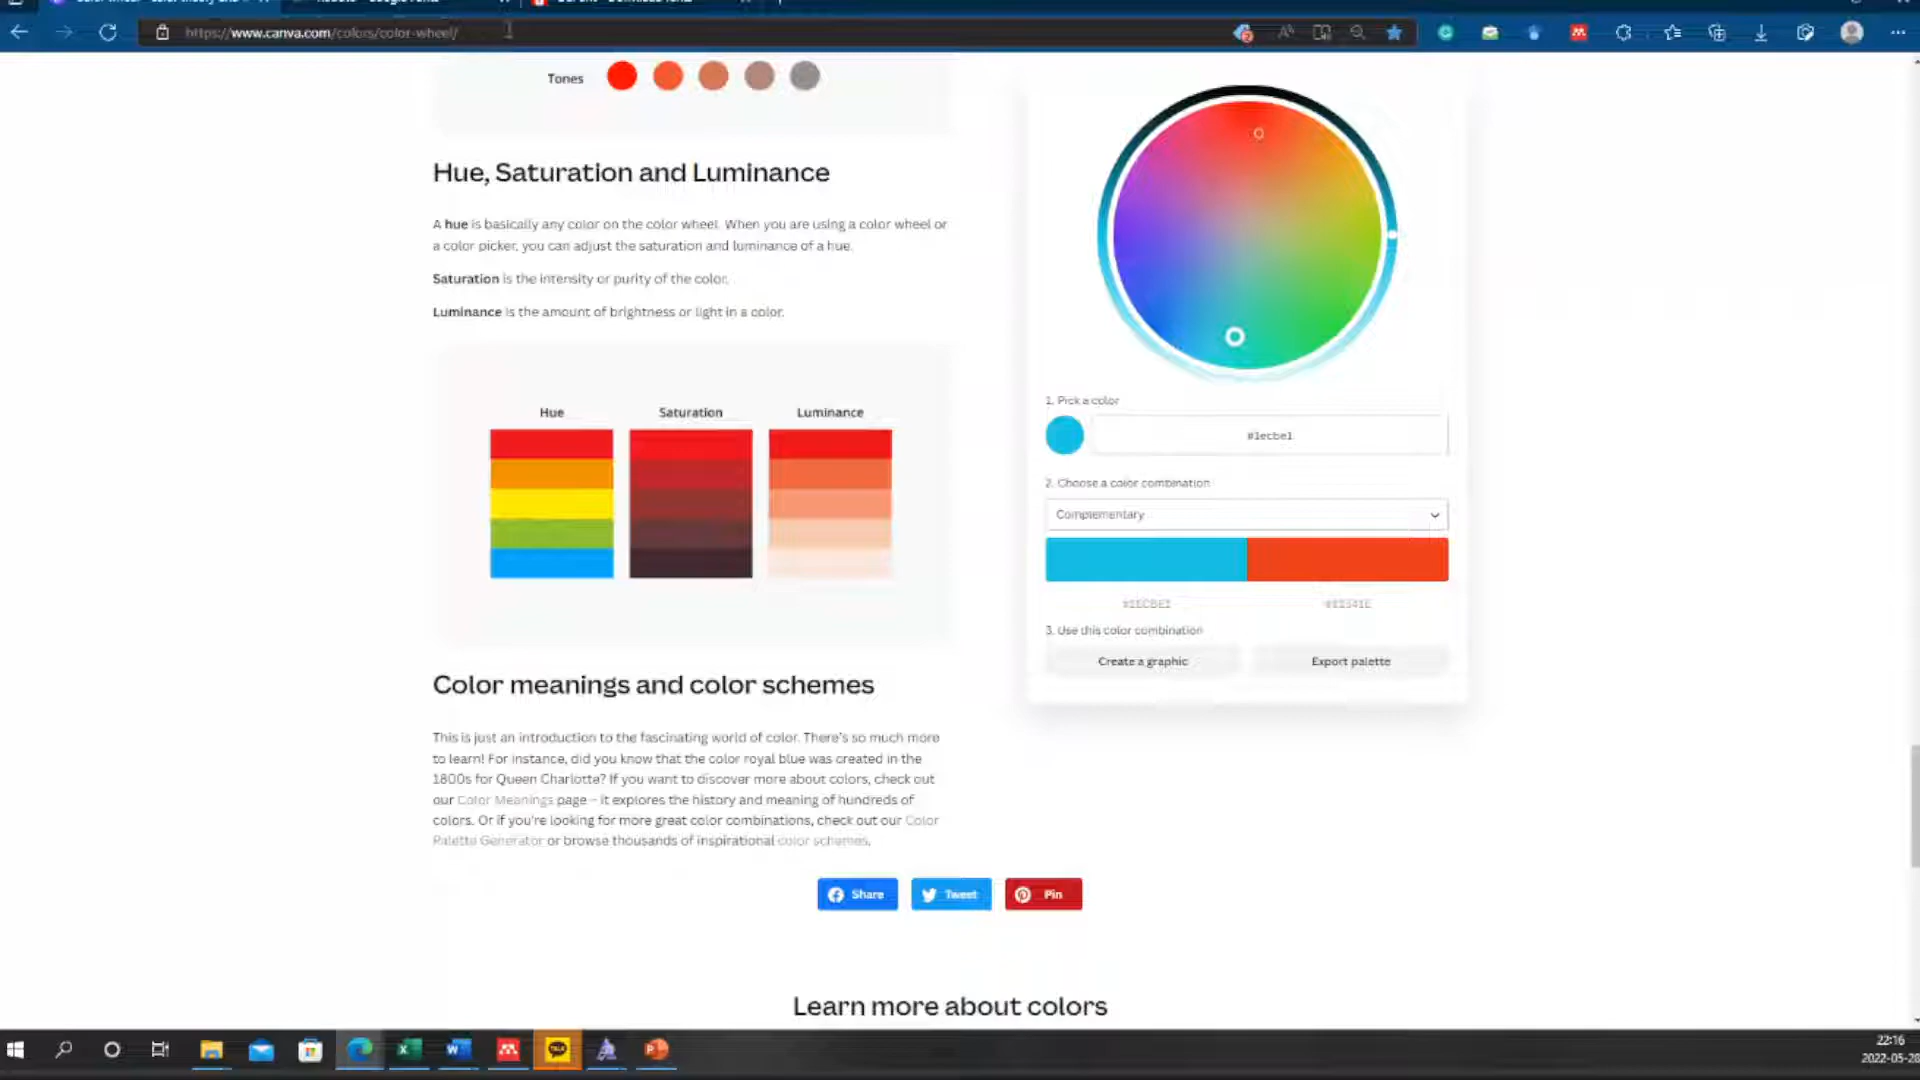 https://www.canva.com/colors/color-wheel/
Tones
Hue, Saturation and Luminance
A hue is basically any color on the color wheel. When you are using a color wheel or
a color picker, you can adjust the saturation and luminance of a hue.
Saturation is the intensity or purity of the color.
Luminance is the amount of brightness or light in a color.
Hue
Saturation
Luminance
Color meanings and color schemes
This is just an introduction to the fascinating world of color. There's so much more
to learn! For instance, did you know that the color royal blue was created in the
1800s for Queen Charlotte? If you want to discover more about colors, check out
our Color Meanings page – it explores the history and meaning of hundreds of
colors. Or if you're looking for more great color combinations, check out our Color
Palette Generator or browse thousands of inspirational color schemes.
1. Pick a color
#1ecbe1
2. Choose a color combination
Complementary
#1ECBE1
#E1341E
3. Use this color combination
Create a graphic
Export palette
Share
Tweet
Pin
Learn more about colors
TALK
22:16
2022-05-28